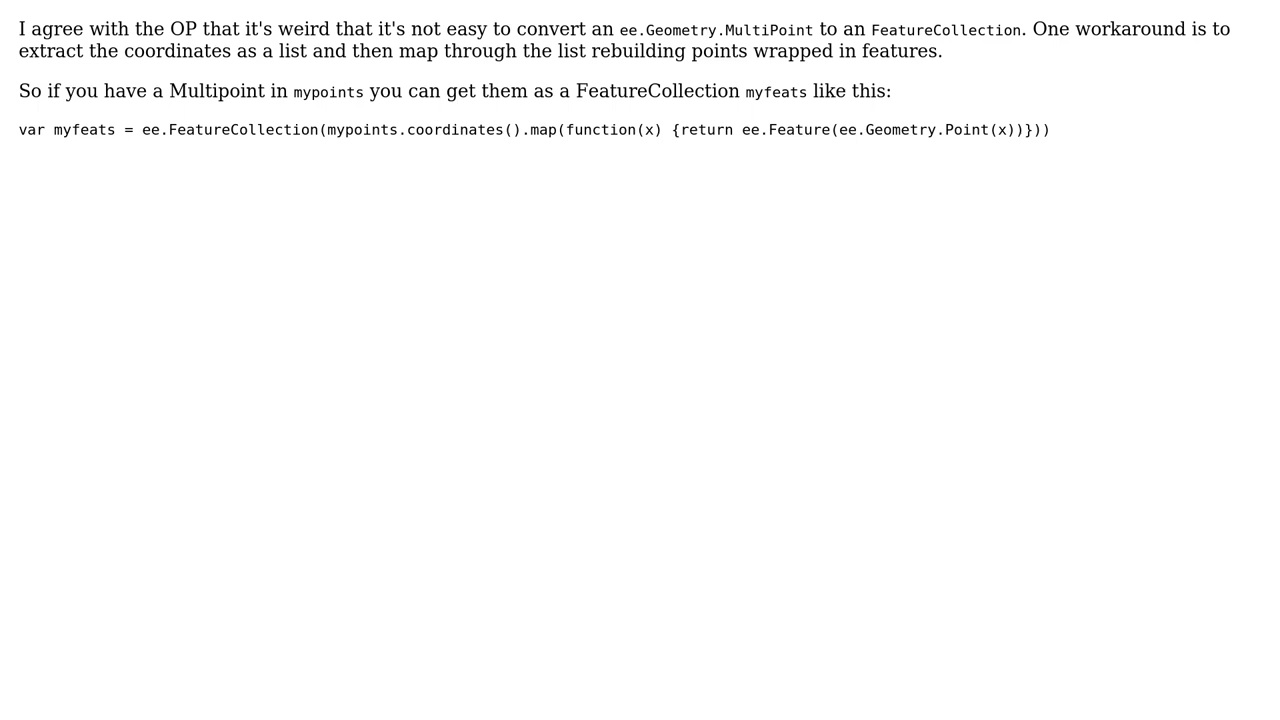 I agree with the OP that it's weird that it's not easy to convert an ee.Geometry.MultiPoint to an FeatureCollection. One workaround is to
extract the coordinates as a list and then map through the list rebuilding points wrapped in features.
So if you have a Multipoint in mypoints you can get them as a FeatureCollection myfeats like this:
var myfeats = ee.FeatureCollection(mypoints.coordinates().map(function(x) {return ee.Feature(ee.Geometry.Point(x))}))